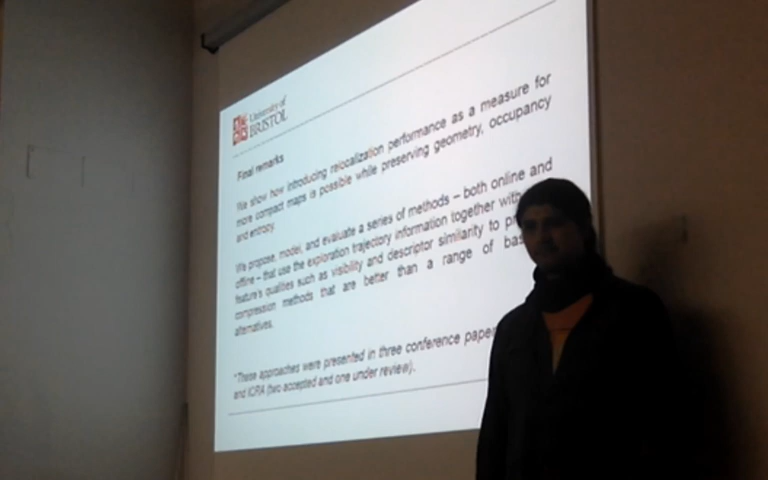 University of
BRISTOL
Final remarks
We show how introducing relocalization performance as a measure for
more compact maps is possible while preserving geometry, occupancy
and entropy.
We propose, model, and evaluate a series of methods – both online and
offline – that use the exploration trajectory information together with
feature's qualities such as visibility and descriptor similarity to
compression methods that are better than a range of
alternatives.
*These approaches were presented in three conference
and ICRA (two accepted and one under review).